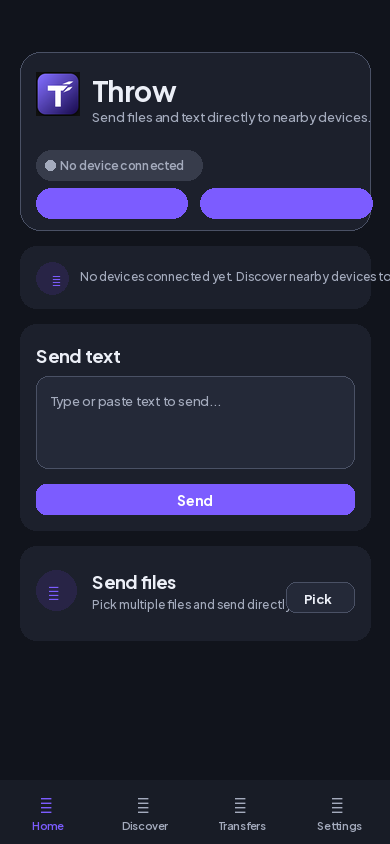 Throw
Send files and text directly to nearby devices.
No device connected
No devices connected yet. Discover nearby devices to
Send text
Type or paste text to send...
Send
Send files
Pick multiple files and send directly
Pick
Home
Discover
Transfers
Settings